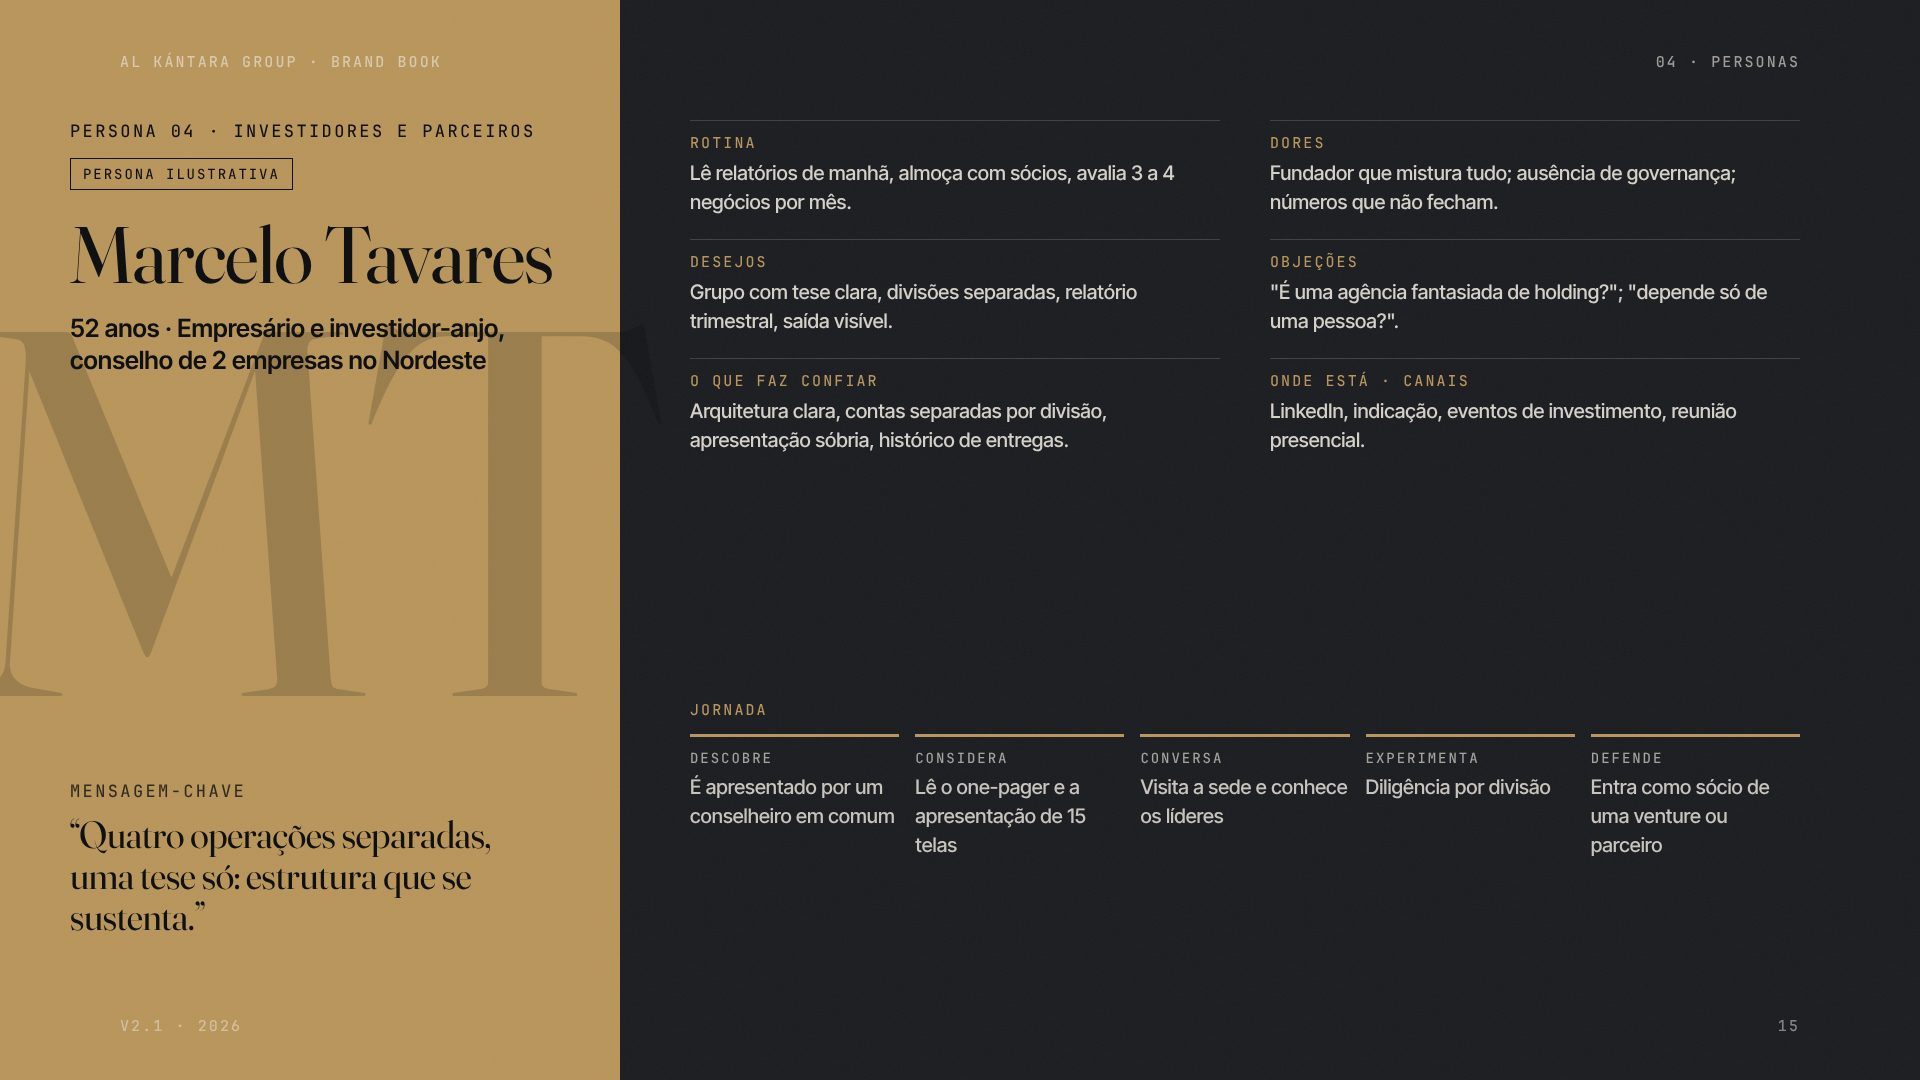 AL KÁNTARA GROUP · BRAND BOOK
04 · PERSONAS
PERSONA 04 · INVESTIDORES E PARCEIROS
PERSONA ILUSTRATIVA
Marcelo Tavares
52 anos · Empresário e investidor-anjo,
conselho de 2 empresas no Nordeste
MT
MENSAGEM-CHAVE
“Quatro operações separadas,
uma tese só: estrutura que se
sustenta.”
ROTINA
Lê relatórios de manhã, almoça com sócios, avalia 3 a 4
negócios por mês.
DORES
Fundador que mistura tudo; ausência de governança;
números que não fecham.
DESEJOS
Grupo com tese clara, divisões separadas, relatório
trimestral, saída visível.
OBJEÇÕES
"É uma agência fantasiada de holding?"; "depende só de
uma pessoa?".
O QUE FAZ CONFIAR
Arquitetura clara, contas separadas por divisão,
apresentação sóbria, histórico de entregas.
ONDE ESTÁ · CANAIS
LinkedIn, indicação, eventos de investimento, reunião
presencial.
JORNADA
DESCOBRE
É apresentado por um
conselheiro em comum
CONSIDERA
Lê o one-pager e a
apresentação de 15
telas
CONVERSA
Visita a sede e conhece
os líderes
EXPERIMENTA
Diligência por divisão
DEFENDE
Entra como sócio de
uma venture ou
parceiro
V2.1 · 2026
15